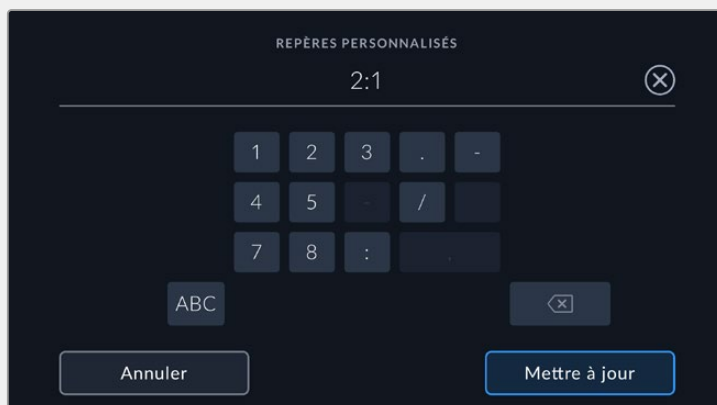 REPÈRES PERSONNALISÉS
2:1
1 2 3 . -
4 5 - /
7 8 : ,
ABC
Annuler Mettre à jour